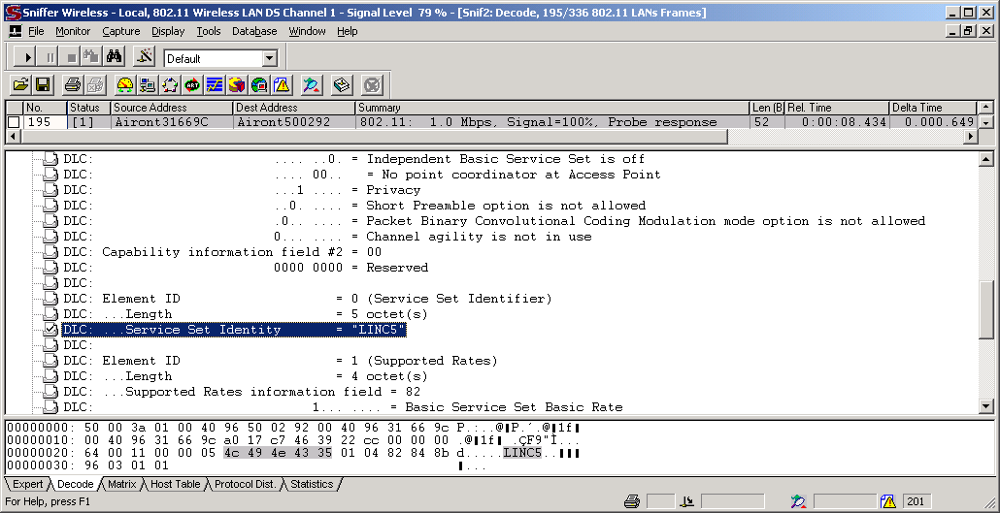 Sniffer Wireless - Local, 802.11 Wireless LAN DS Channel 1 - Signal Level 79 % - [Snif2: Decode, 195/336 802.11 LANs Frames]
File Monitor Capture Display Tools Database Window Help
Default
No. Status Source Address Dest Address Summary Len (B) Rel. Time Delta Time
195 [1] Airont31669C Airont500292 802.11: 1.0 Mbps, Signal=100%, Probe response 52 0:00:08.434 0.000.649
DLC: .... ..0. = Independent Basic Service Set is off
DLC: .... 00.. = No point coordinator at Access Point
DLC: ...1 .... = Privacy
DLC: ..0. .... = Short Preamble option is not allowed
DLC: .0.. .... = Packet Binary Convolutional Coding Modulation mode option is not allowed
DLC: 0... .... = Channel agility is not in use
DLC: Capability information field #2 = 00
DLC: 0000 0000 = Reserved
DLC:
DLC: Element ID = 0 (Service Set Identifier)
DLC: ...Length = 5 octet(s)
DLC: ...Service Set Identity = "LINC5"
DLC:
DLC: Element ID = 1 (Supported Rates)
DLC: ...Length = 4 octet(s)
DLC: ...Supported Rates information field = 82
DLC: 1... .... = Basic Service Set Basic Rate
00000000: 50 00 3a 01 00 40 96 50 02 92 00 40 96 31 66 9c P.:..@.P.´.@.1f.
00000010: 00 40 96 31 66 9c a0 17 c7 46 39 22 cc 00 00 00 .@.1f. .ÇF9"Ì...
00000020: 64 00 11 00 00 05 4c 49 4e 43 35 01 04 82 84 8b d.....LINC5..
00000030: 96 03 01 01 ...
Expert Decode Matrix Host Table Protocol Dist. Statistics
For Help, press F1 201